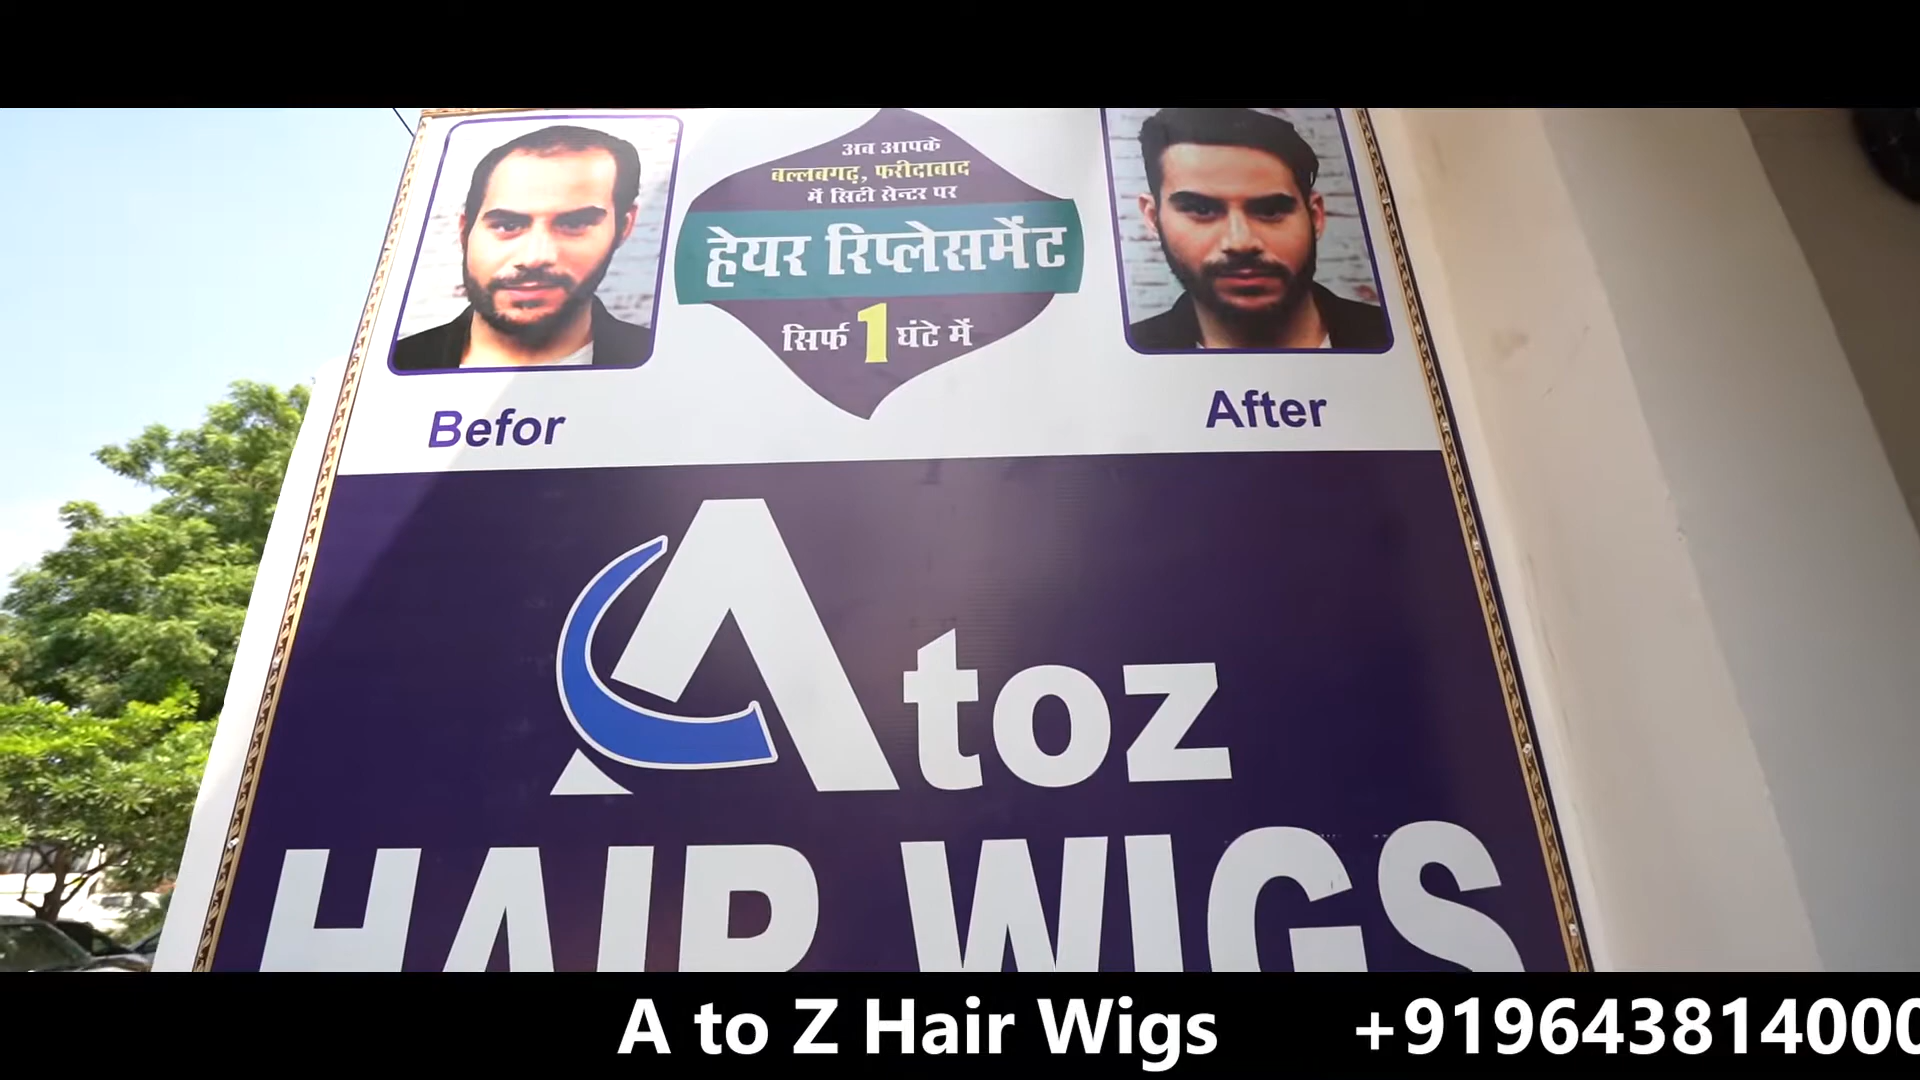 अब आपके
बल्लबगढ़, फरीदाबाद
में सिटी सेन्टर पर
हेयर रिप्लेसमेंट
सिर्फ 1 घंटे में
Befor
After
Atoz
HAIR WIGS
A to Z Hair Wigs +919643814000